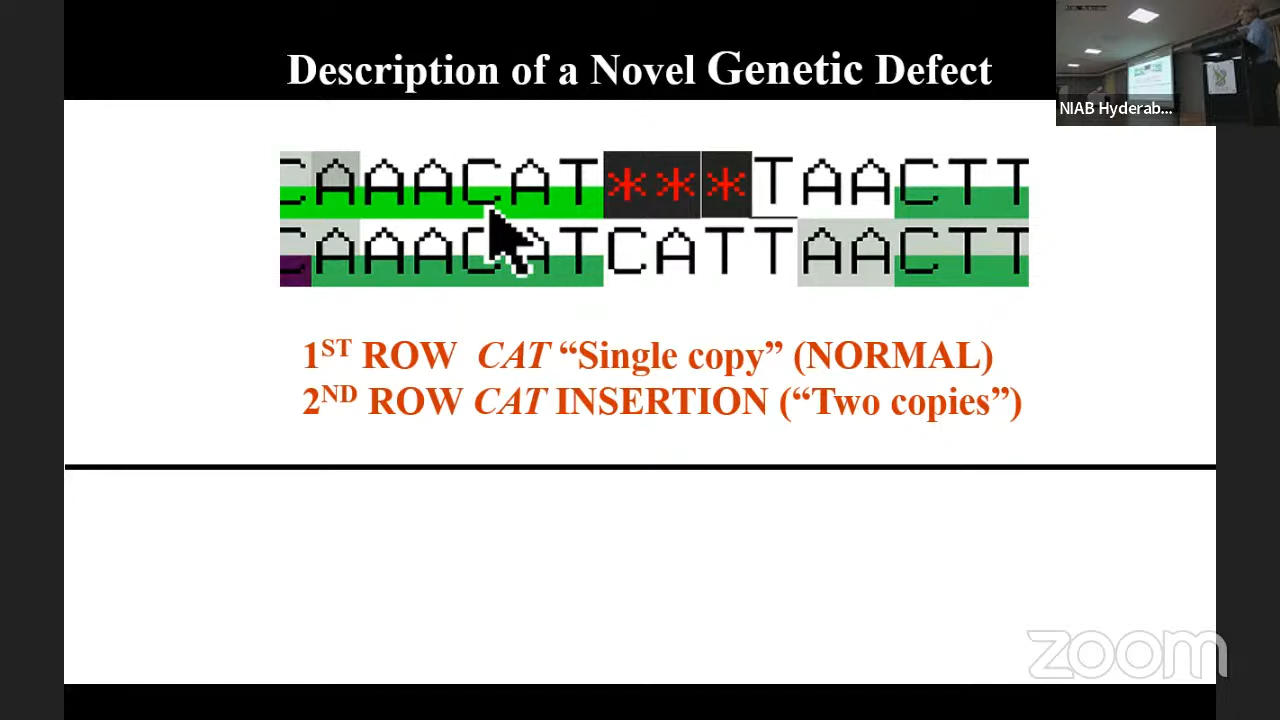 Description of a Novel Genetic Defect
NIAB Hyderab...
CAAACAT***TAACTT
CAAACATCATTAACTT
1ST ROW CAT “Single copy” (NORMAL)
2ND ROW CAT INSERTION (“Two copies”)
zoom